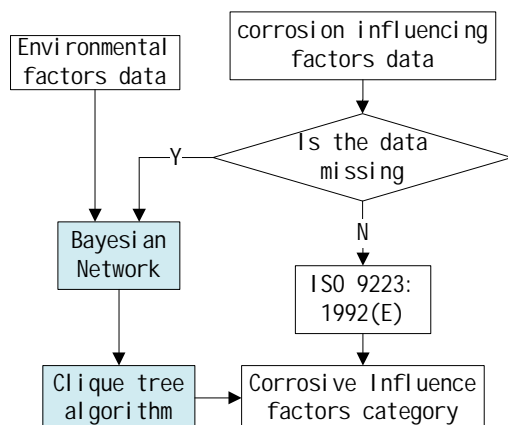 Environmental
factors data
corrosion influencing
factors data
Is the data
missing
Y
N
Bayesian
Network
ISO 9223:
1992(E)
Clique tree
algorithm
Corrosive Influence
factors category